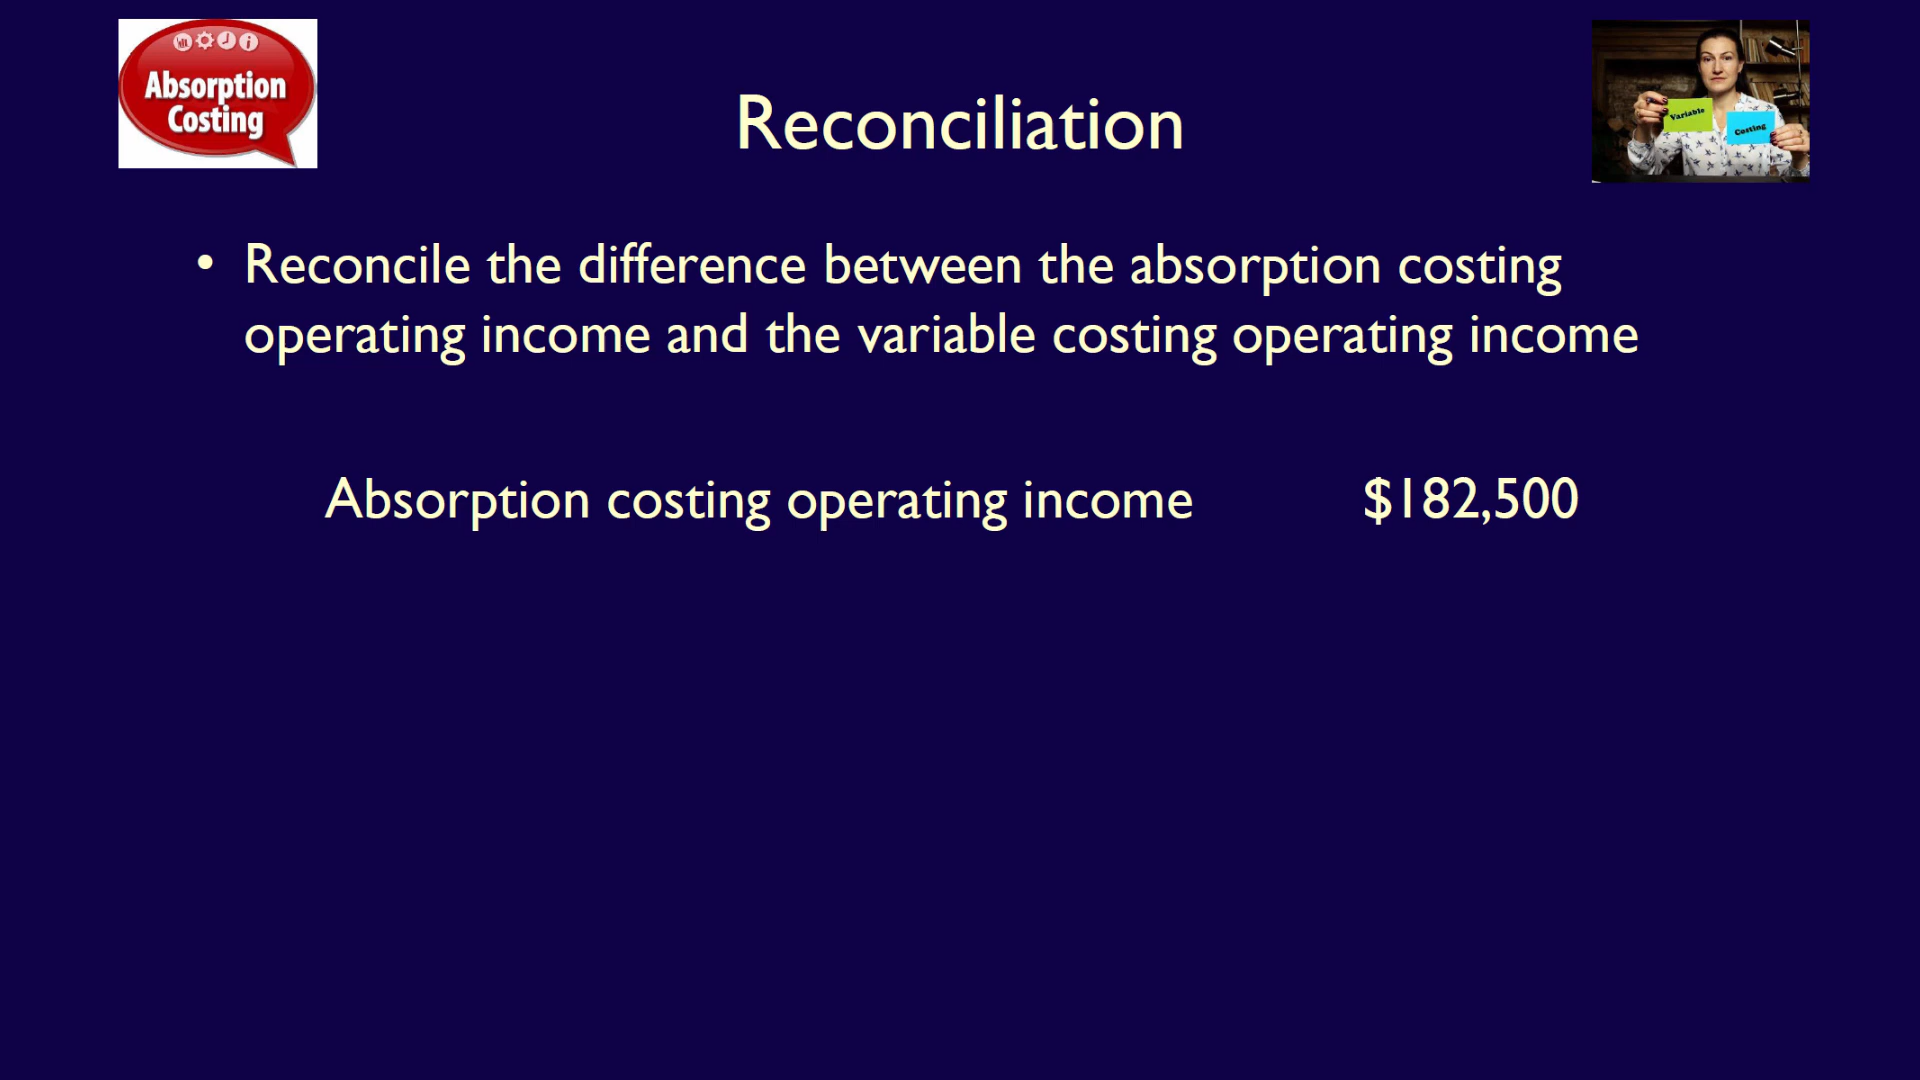 Absorption
Costing
Reconciliation
Variable
Costing
• Reconcile the difference between the absorption costing
operating income and the variable costing operating income
Absorption costing operating income $182,500